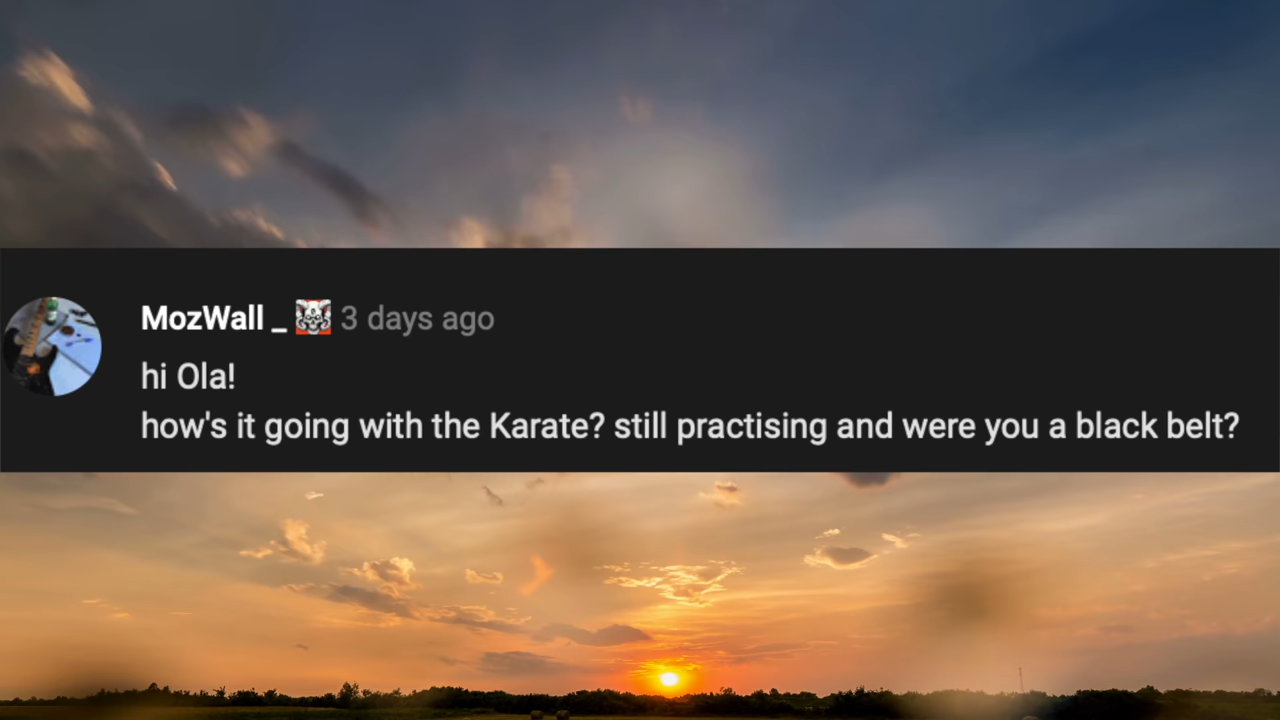 MozWall _ 3 days ago
hi Ola!
how's it going with the Karate? still practising and were you a black belt?